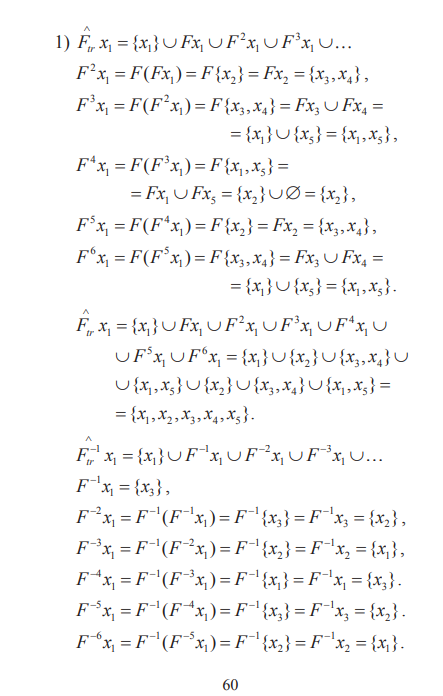 1) F̂ₜᵣ x₁ = {x₁} ∪ Fx₁ ∪ F²x₁ ∪ F³x₁ ∪ ...
F²x₁ = F(Fx₁) = F{x₂} = Fx₂ = {x₃, x₄},
F³x₁ = F(F²x₁) = F{x₃, x₄} = Fx₃ ∪ Fx₄ =
= {x₁} ∪ {x₅} = {x₁, x₅},
F⁴x₁ = F(F³x₁) = F{x₁, x₅} =
= Fx₁ ∪ Fx₅ = {x₂} ∪ ∅ = {x₂},
F⁵x₁ = F(F⁴x₁) = F{x₂} = Fx₂ = {x₃, x₄},
F⁶x₁ = F(F⁵x₁) = F{x₃, x₄} = Fx₃ ∪ Fx₄ =
= {x₁} ∪ {x₅} = {x₁, x₅}.
F̂ₜᵣ x₁ = {x₁} ∪ Fx₁ ∪ F²x₁ ∪ F³x₁ ∪ F⁴x₁ ∪
∪ F⁵x₁ ∪ F⁶x₁ = {x₁} ∪ {x₂} ∪ {x₃, x₄} ∪
∪ {x₁, x₅} ∪ {x₂} ∪ {x₃, x₄} ∪ {x₁, x₅} =
= {x₁, x₂, x₃, x₄, x₅}.
F̂ₜᵣ⁻¹ x₁ = {x₁} ∪ F⁻¹x₁ ∪ F⁻²x₁ ∪ F⁻³x₁ ∪ ...
F⁻¹x₁ = {x₃},
F⁻²x₁ = F⁻¹(F⁻¹x₁) = F⁻¹{x₃} = F⁻¹x₃ = {x₂},
F⁻³x₁ = F⁻¹(F⁻²x₁) = F⁻¹{x₂} = F⁻¹x₂ = {x₁},
F⁻⁴x₁ = F⁻¹(F⁻³x₁) = F⁻¹{x₁} = F⁻¹x₁ = {x₃}.
F⁻⁵x₁ = F⁻¹(F⁻⁴x₁) = F⁻¹{x₃} = F⁻¹x₃ = {x₂}.
F⁻⁶x₁ = F⁻¹(F⁻⁵x₁) = F⁻¹{x₂} = F⁻¹x₂ = {x₁}.
60